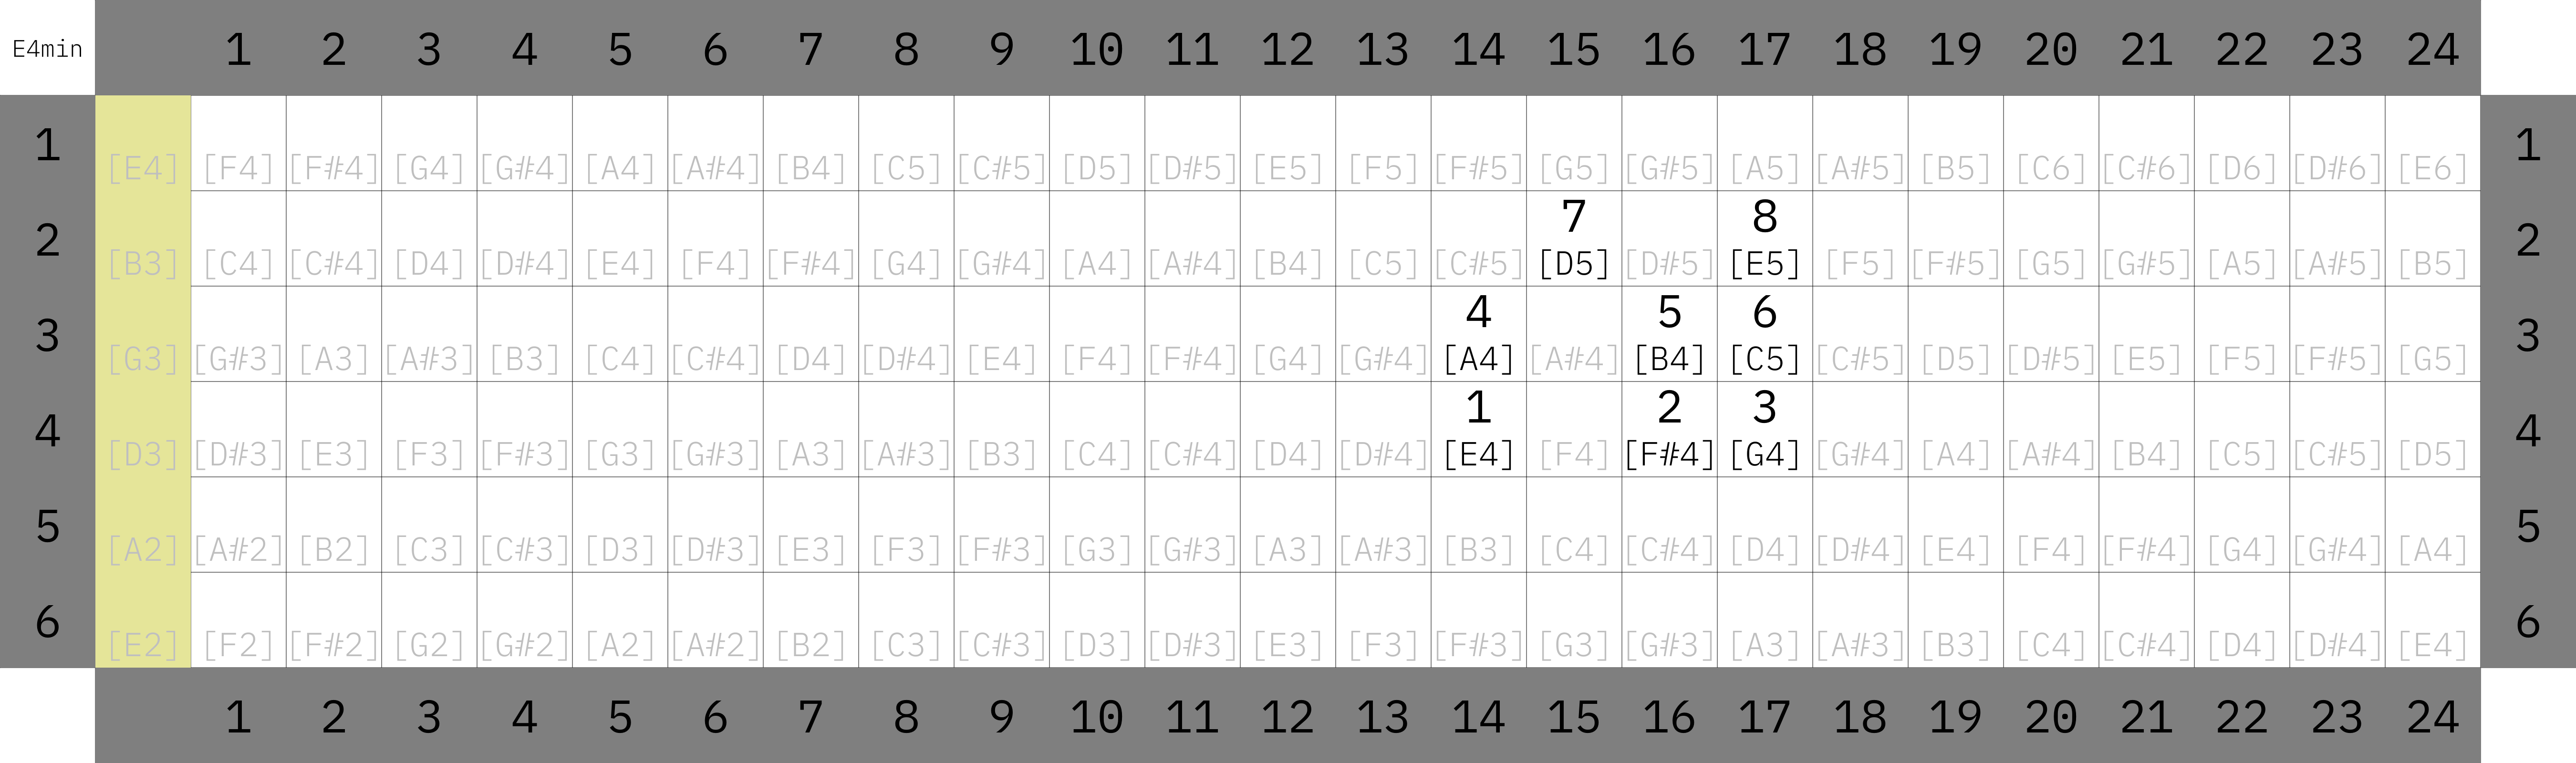 E4min 1 2 3 4 5 6 7 8 9 10 11 12 13 14 15 16 17 18 19 20 21 22 23 24
1 [E4] [F4] [F#4] [G4] [G#4] [A4] [A#4] [B4] [C5] [C#5] [D5] [D#5] [E5] [F5] [F#5] [G5] [G#5] [A5] [A#5] [B5] [C6] [C#6] [D6] [D#6] [E6] 1
7 8
2 [B3] [C4] [C#4] [D4] [D#4] [E4] [F4] [F#4] [G4] [G#4] [A4] [A#4] [B4] [C5] [C#5] [D5] [D#5] [E5] [F5] [F#5] [G5] [G#5] [A5] [A#5] [B5] 2
4 5 6
3 [G3] [G#3] [A3] [A#3] [B3] [C4] [C#4] [D4] [D#4] [E4] [F4] [F#4] [G4] [G#4] [A4] [A#4] [B4] [C5] [C#5] [D5] [D#5] [E5] [F5] [F#5] [G5] 3
1 2 3
4 [D3] [D#3] [E3] [F3] [F#3] [G3] [G#3] [A3] [A#3] [B3] [C4] [C#4] [D4] [D#4] [E4] [F4] [F#4] [G4] [G#4] [A4] [A#4] [B4] [C5] [C#5] [D5] 4
5 [A2] [A#2] [B2] [C3] [C#3] [D3] [D#3] [E3] [F3] [F#3] [G3] [G#3] [A3] [A#3] [B3] [C4] [C#4] [D4] [D#4] [E4] [F4] [F#4] [G4] [G#4] [A4] 5
6 [E2] [F2] [F#2] [G2] [G#2] [A2] [A#2] [B2] [C3] [C#3] [D3] [D#3] [E3] [F3] [F#3] [G3] [G#3] [A3] [A#3] [B3] [C4] [C#4] [D4] [D#4] [E4] 6
1 2 3 4 5 6 7 8 9 10 11 12 13 14 15 16 17 18 19 20 21 22 23 24